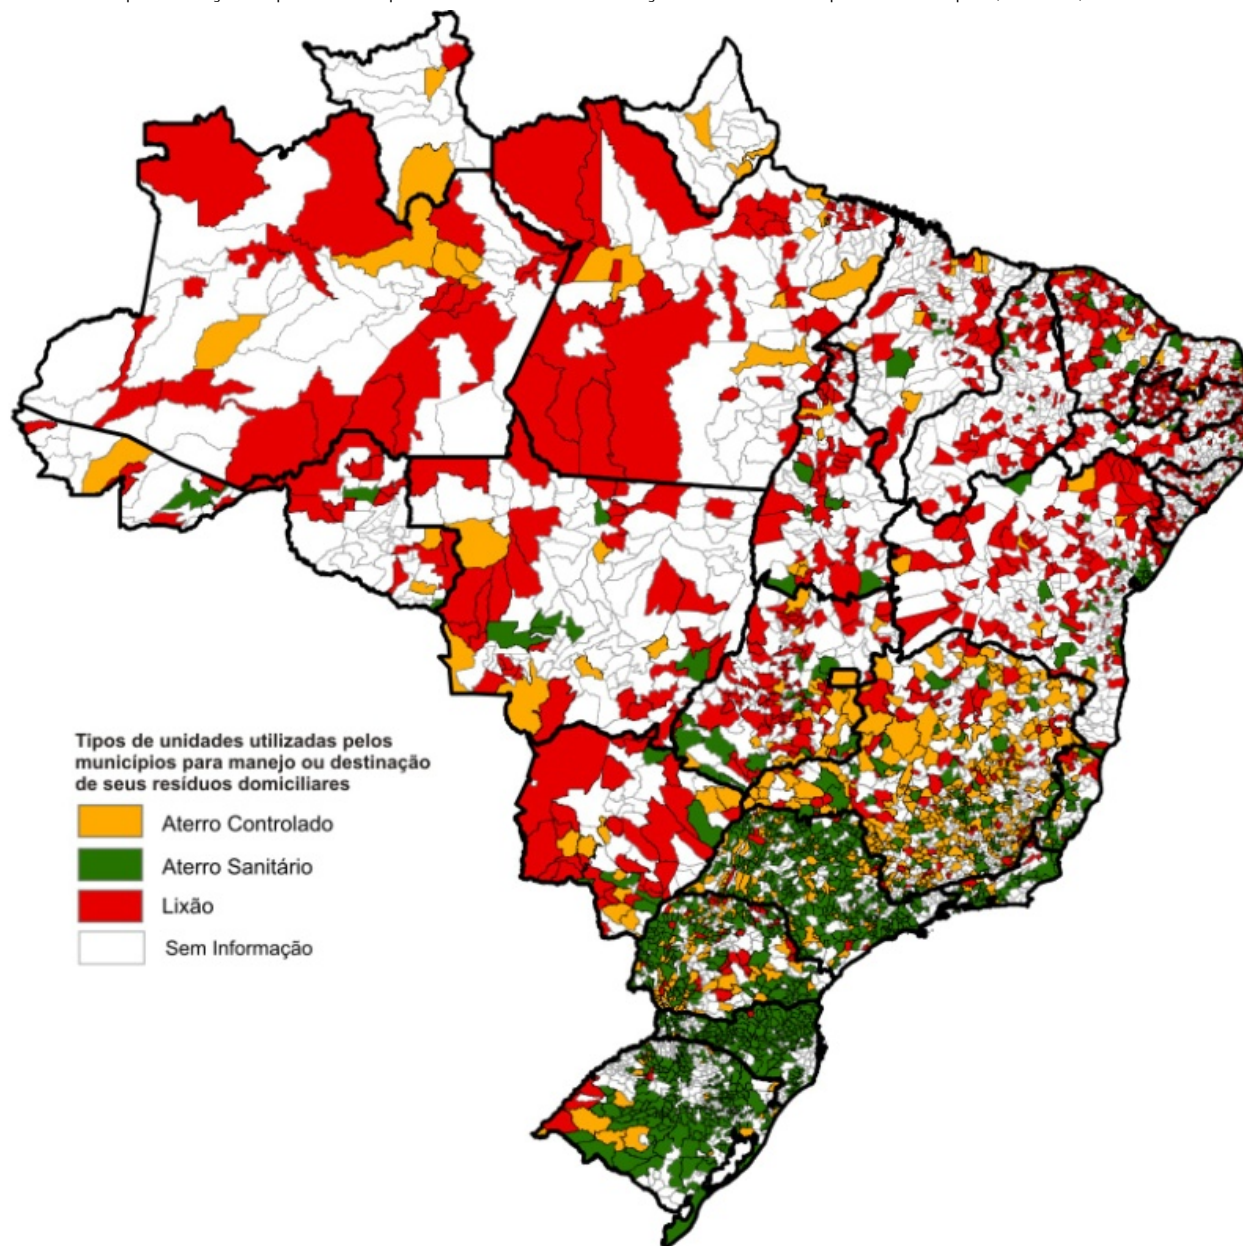 Tipos de unidades utilizadas pelos
municípios para manejo ou destinação
de seus resíduos domiciliares
Aterro Controlado
Aterro Sanitário
Lixão
Sem Informação